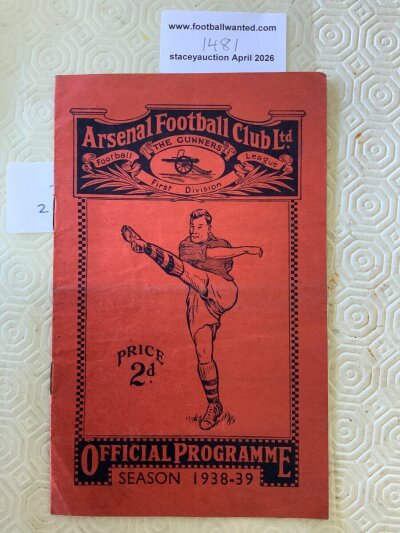 www.footballwanted.com
1481
staceyauction April 2026
2
Arsenal Football Club Ltd.
THE GUNNERS
Football League
First Division
PRICE
2d.
OFFICIAL PROGRAMME
SEASON 1938-39